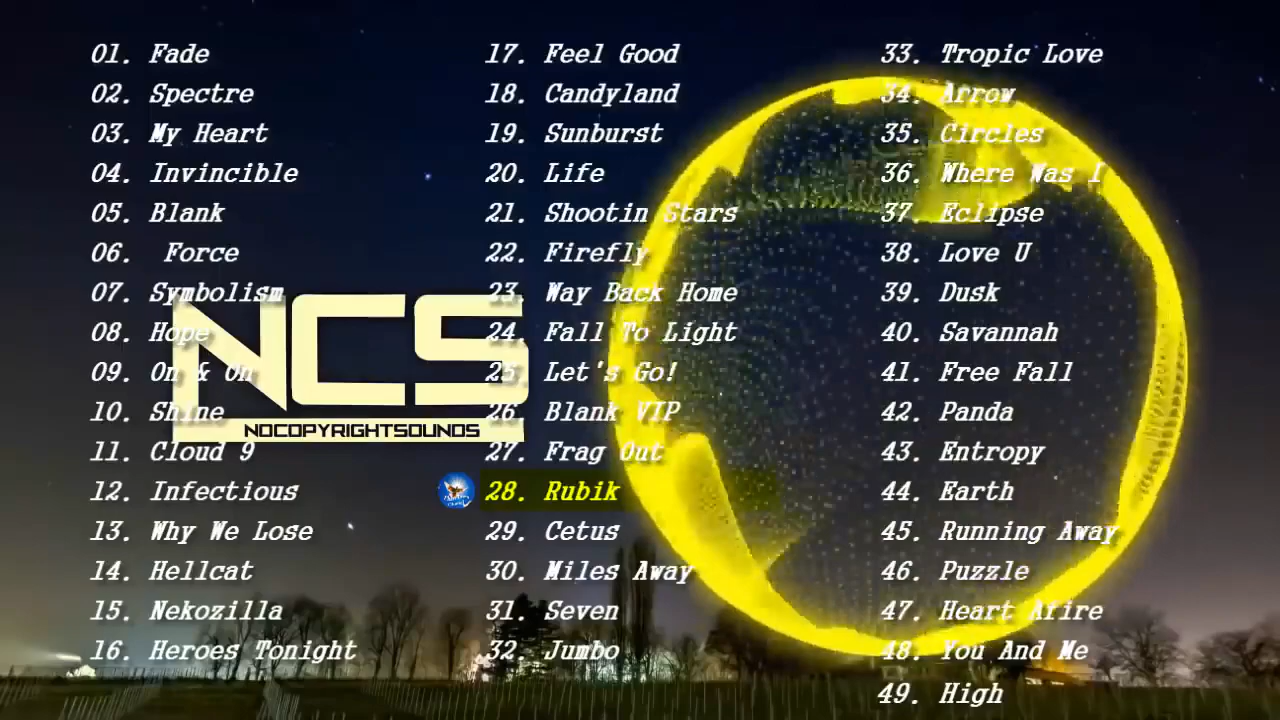 01. Fade
02. Spectre
03. My Heart
04. Invincible
05. Blank
06. Force
07. Symbolism
08. Hope
09. On & On
10. Shine
11. Cloud 9
12. Infectious
13. Why We Lose
14. Hellcat
15. Nekozilla
16. Heroes Tonight
NCS
NOCOPYRIGHTSOUNDS
17. Feel Good
18. Candyland
19. Sunburst
20. Life
21. Shootin Stars
22. Firefly
23. Way Back Home
24. Fall To Light
25. Let's Go!
26. Blank VIP
27. Frag Out
28. Rubik
29. Cetus
30. Miles Away
31. Seven
32. Jumbo
33. Tropic Love
34. Arrow
35. Circles
36. Where Was I
37. Eclipse
38. Love U
39. Dusk
40. Savannah
41. Free Fall
42. Panda
43. Entropy
44. Earth
45. Running Away
46. Puzzle
47. Heart Afire
48. You And Me
49. High